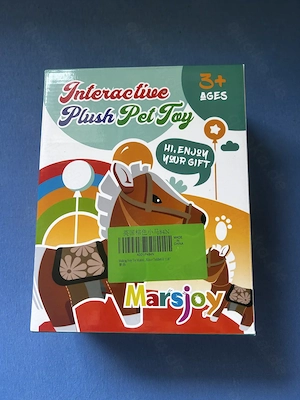 Interactive
Plush Pet Toy
3+
AGES
HI, ENJOY
YOUR GIFT
Marsjoy